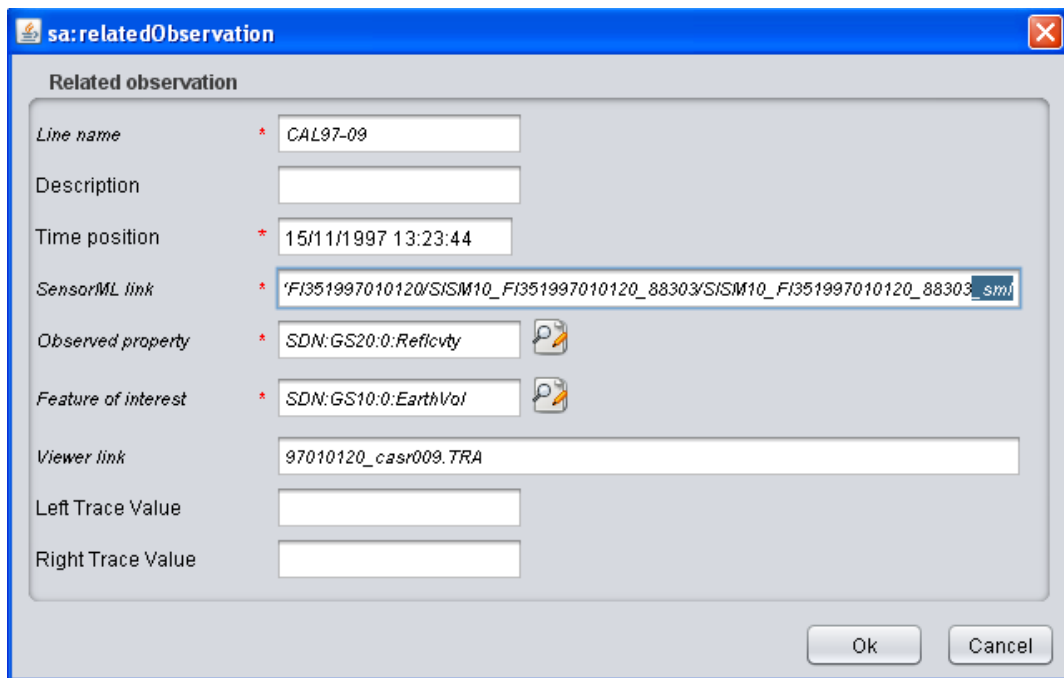 sa:relatedObservation
Related observation
Line name * CAL97-09
Description
Time position * 15/11/1997 13:23:44
SensorML link * 'FI351997010120/SISM10_FI351997010120_88303/SISM10_FI351997010120_88303_sml
Observed property * SDN:GS20:0:Reflcvty
Feature of interest * SDN:GS10:0:EarthVol
Viewer link 97010120_casr009.TRA
Left Trace Value
Right Trace Value
Ok Cancel